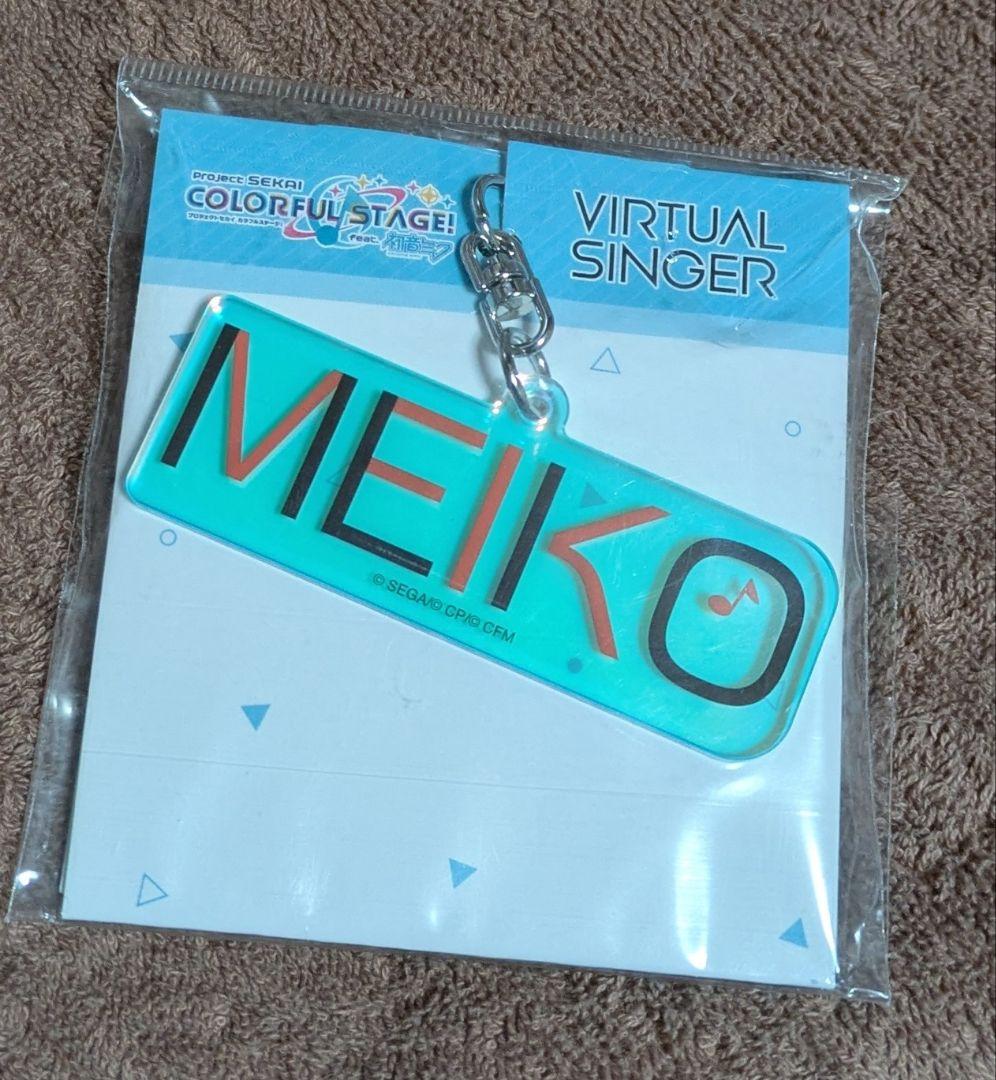 Project SEKAI
COLORFUL STAGE!
プロジェクトセカイ カラフルステージ!
feat. 初音ミク
VIRTUAL
SINGER
MEIKO
© SEGA/© CP/© CFM